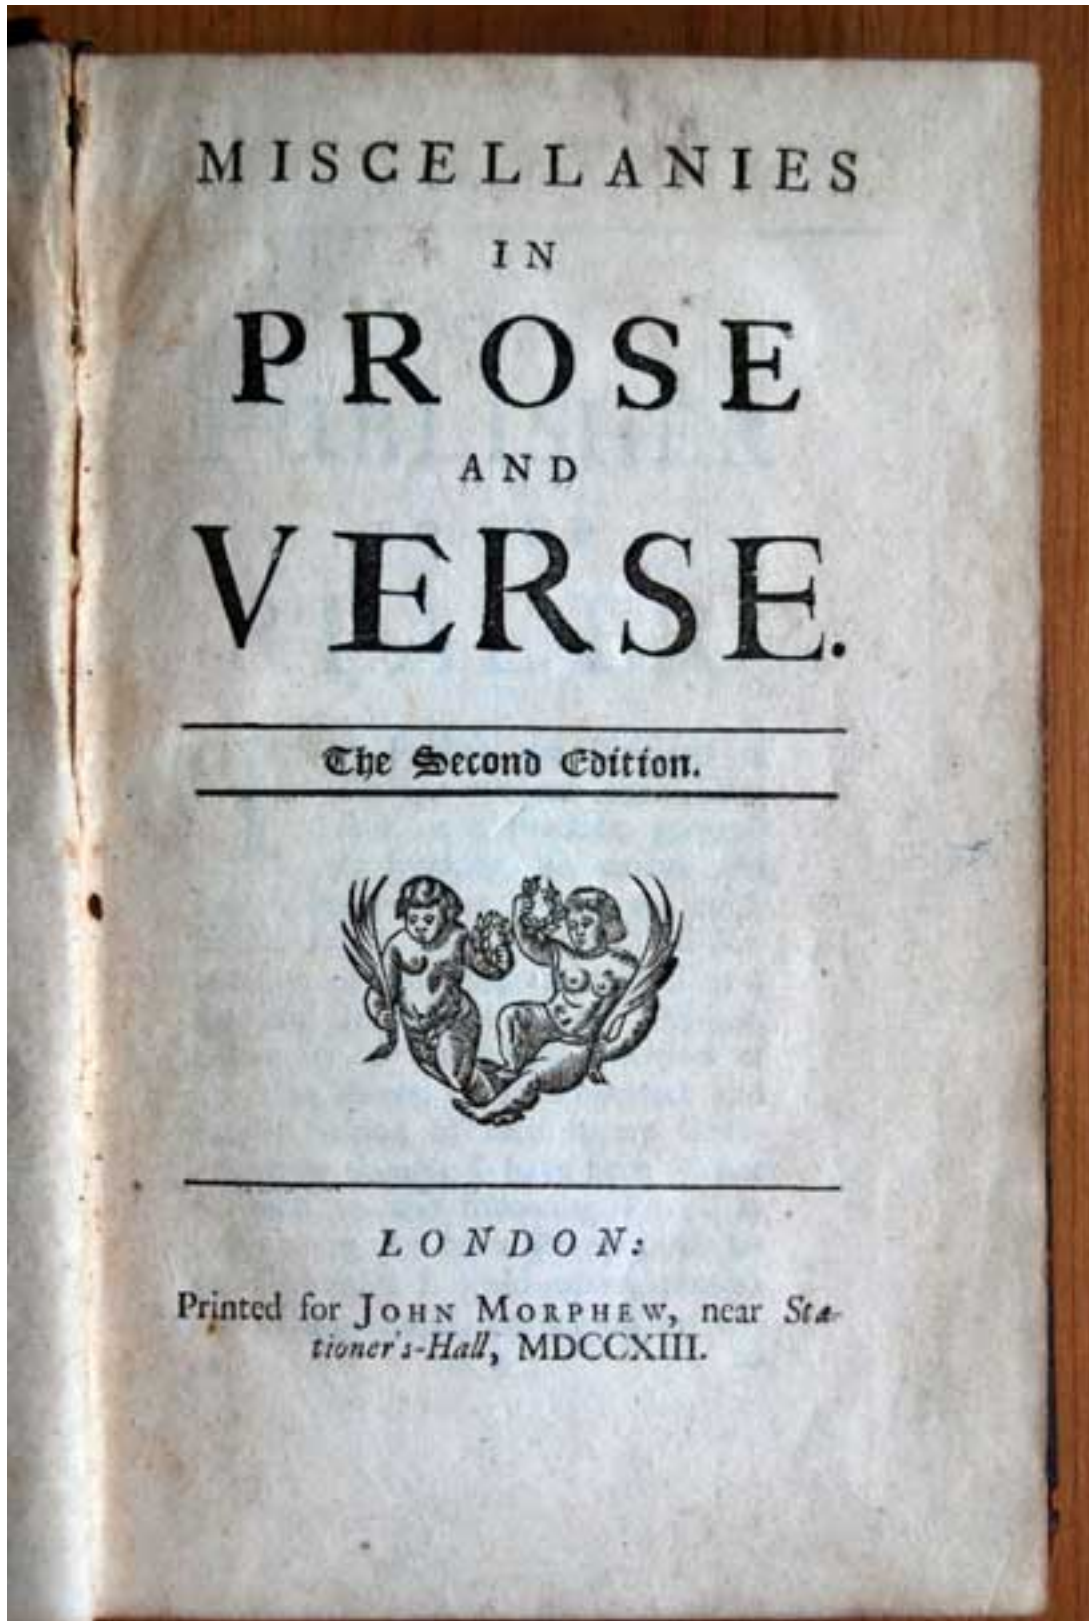 MISCELLANIES
IN
PROSE
AND
VERSE.
The Second Edition.
LONDON:
Printed for JOHN MORPHEW, near Sta-
tioner's-Hall, MDCCXIII.